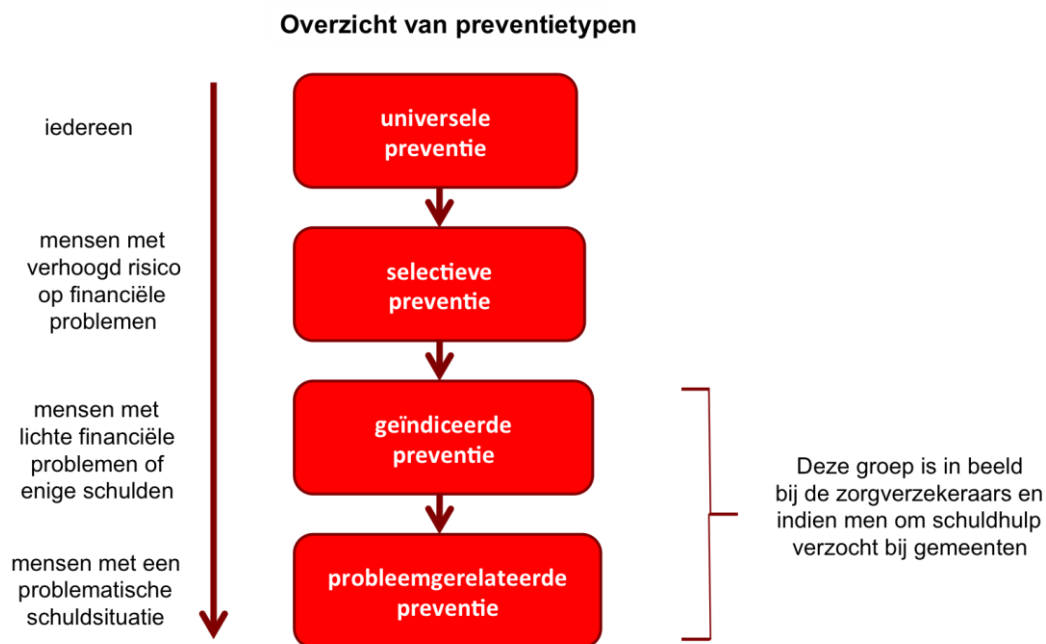 Overzicht van preventietypen
iedereen
universele
preventie
mensen met
verhoogd risico
op financiële
problemen
selectieve
preventie
mensen met
lichte financiële
problemen of
enige schulden
geïndiceerde
preventie
Deze groep is in beeld
bij de zorgverzekeraars en
indien men om schuldhulp
verzocht bij gemeenten
mensen met een
problematische
schuldsituatie
probleemgerelateerde
preventie